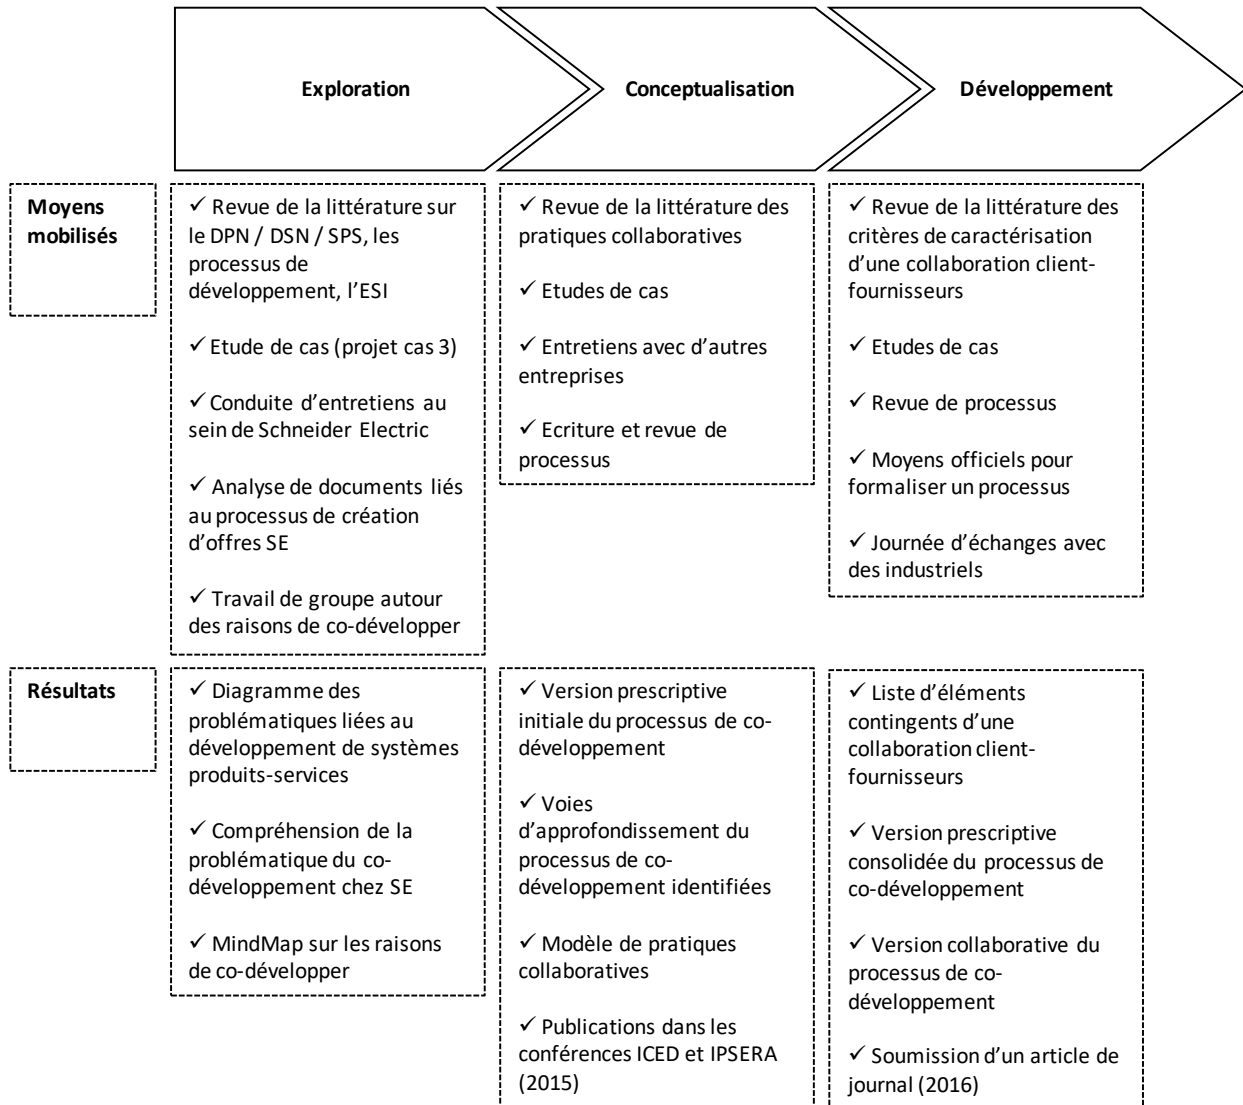 Exploration
Conceptualisation
Développement
Moyens
mobilisés
✓ Revue de la littérature sur
le DPN / DSN / SPS, les
processus de
développement, l’ESI
✓ Etude de cas (projet cas 3)
✓ Conduite d’entretiens au
sein de Schneider Electric
✓ Analyse de documents liés
au processus de création
d’offres SE
✓ Travail de groupe autour
des raisons de co-développer
✓ Revue de la littérature des
pratiques collaboratives
✓ Etudes de cas
✓ Entretiens avec d’autres
entreprises
✓ Ecriture et revue de
processus
✓ Revue de la littérature des
critères de caractérisation
d’une collaboration client-
fournisseurs
✓ Etudes de cas
✓ Revue de processus
✓ Moyens officiels pour
formaliser un processus
✓ Journée d’échanges avec
des industriels
Résultats
✓ Diagramme des
problématiques liées au
développement de systèmes
produits-services
✓ Compréhension de la
problématique du co-
développement chez SE
✓ MindMap sur les raisons
de co-développer
✓ Version prescriptive
initiale du processus de co-
développement
✓ Voies
d’approfondissement du
processus de co-
développement identifiées
✓ Modèle de pratiques
collaboratives
✓ Publications dans les
conférences ICED et IPSERA
(2015)
✓ Liste d’éléments
contingents d’une
collaboration client-
fournisseurs
✓ Version prescriptive
consolidée du processus de
co-développement
✓ Version collaborative du
processus de co-
développement
✓ Soumission d’un article de
journal (2016)